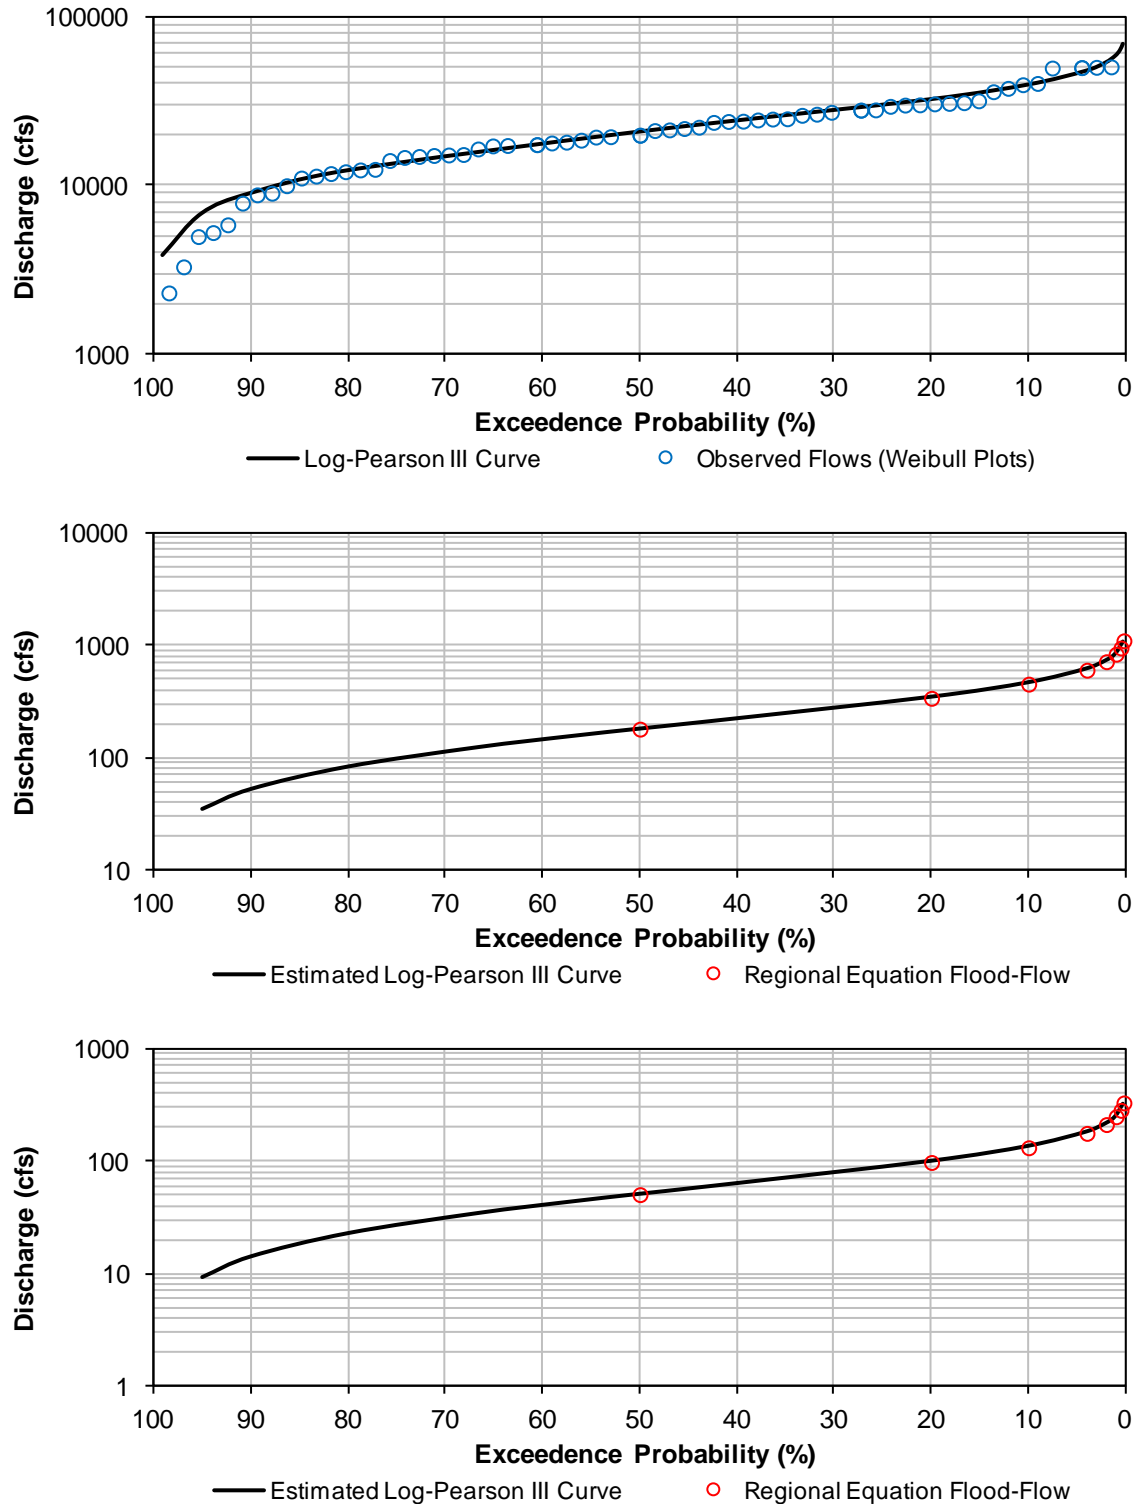 100000
10000
1000
Discharge (cfs)
100 90 80 70 60 50 40 30 20 10 0
Exceedence Probability (%)
Log-Pearson III Curve Observed Flows (Weibull Plots)
10000
1000
100
10
Discharge (cfs)
100 90 80 70 60 50 40 30 20 10 0
Exceedence Probability (%)
Estimated Log-Pearson III Curve Regional Equation Flood-Flow
1000
100
10
1
Discharge (cfs)
100 90 80 70 60 50 40 30 20 10 0
Exceedence Probability (%)
Estimated Log-Pearson III Curve Regional Equation Flood-Flow